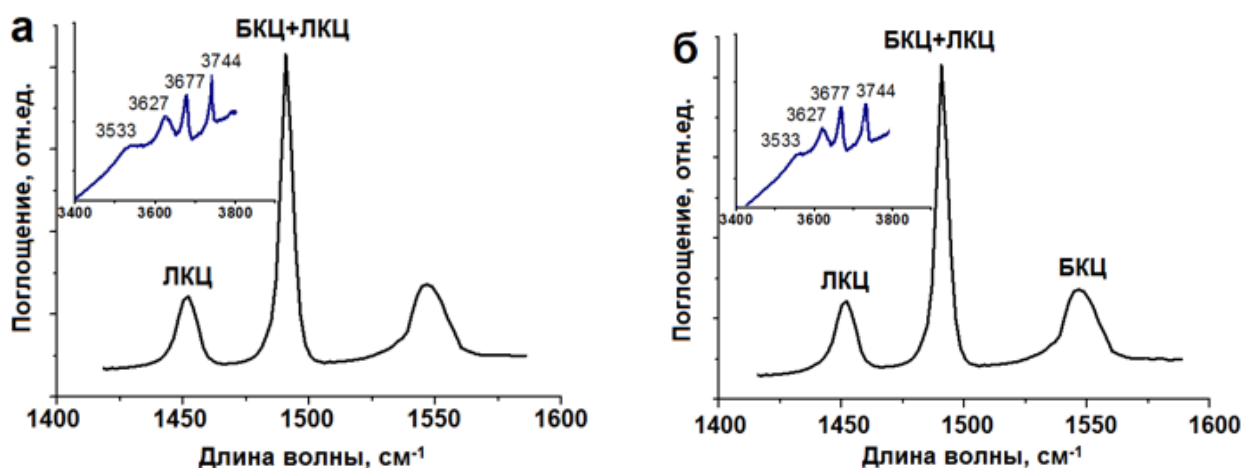 а
БКЦ+ЛКЦ
3744
3677
3627
3533
3400 3600 3800
ЛКЦ
Поглощение, отн.ед.
1400 1450 1500 1550 1600
Длина волны, см-1
б
БКЦ+ЛКЦ
3677 3744
3627
3533
3400 3600 3800
ЛКЦ
БКЦ
Поглощение, отн.ед.
1400 1450 1500 1550 1600
Длина волны, см-1